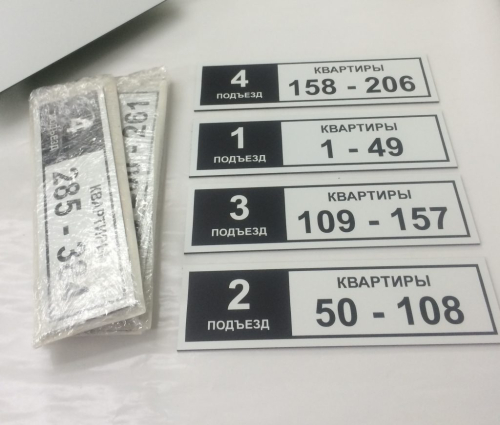 4
ПОДЪЕЗД
КВАРТИРЫ
158 - 206
1
ПОДЪЕЗД
КВАРТИРЫ
1 - 49
3
ПОДЪЕЗД
КВАРТИРЫ
109 - 157
2
ПОДЪЕЗД
КВАРТИРЫ
50 - 108
КВАРТИРЫ